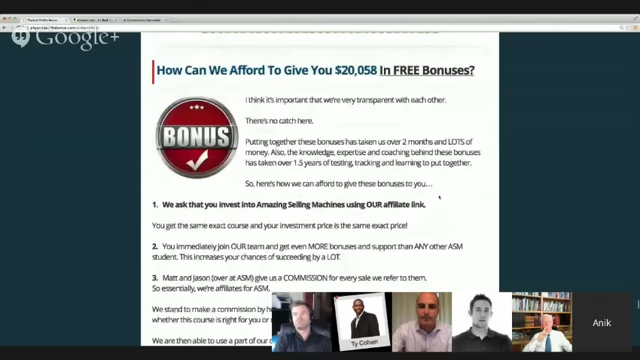 Google+
How Can We Afford To Give You $20,058 In FREE Bonuses?
BONUS
I think it's important that we're very transparent with each other.
There's no catch here.
Putting together these bonuses has taken us over 2 months and LOTS of
money. Also, the knowledge, expertise and coaching behind these bonuses
has taken over 1.5 years of testing, tracking and learning to put together.
So, here's how we can afford to give these bonuses to you...
1. We ask that you invest into Amazing Selling Machines using OUR affiliate link.
You get the same exact course and your investment price is the same exact price!
2. You immediately join OUR team and get even MORE bonuses and support than ANY other ASM
student. This increases your chances of succeeding by a LOT.
3. Matt and Jason (over at ASM) give us a COMMISSION for every sale we refer to them.
So essentially, we're affiliates for ASM.
We stand to make a commission by
whether this course is right for you or
We are then able to use a part of our
Ty Cohan
Anik